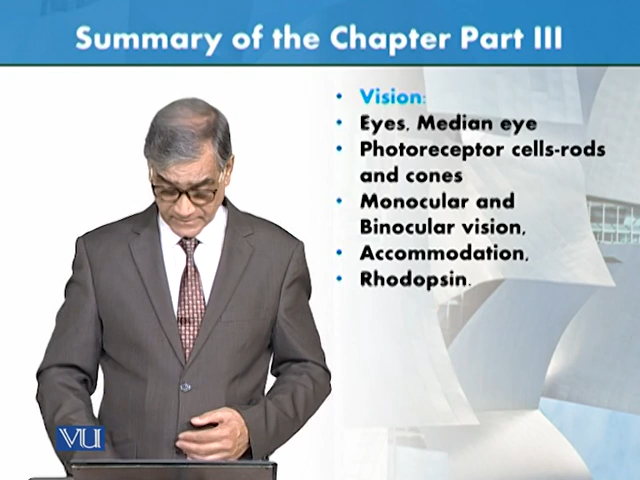 Summary of the Chapter Part III
• Vision:
• Eyes, Median eye
• Photoreceptor cells-rods
and cones
• Monocular and
Binocular vision,
• Accommodation,
• Rhodopsin.
VU